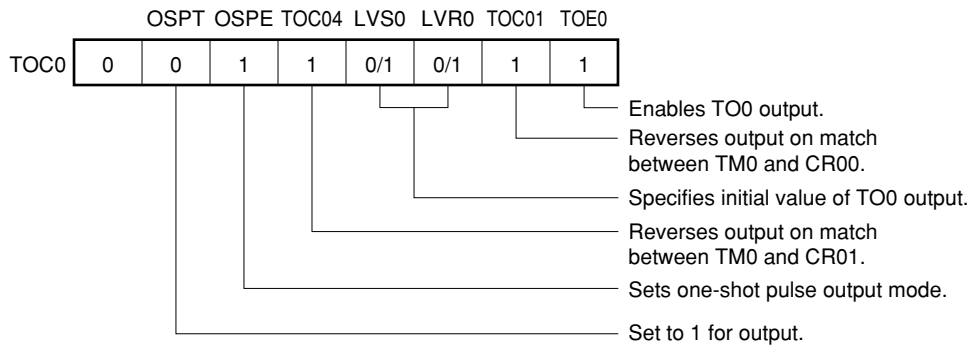 OSPT OSPE TOC04 LVS0 LVR0 TOC01 TOE0
TOC0 0 0 1 1 0/1 0/1 1 1
Enables TO0 output.
Reverses output on match
between TM0 and CR00.
Specifies initial value of TO0 output.
Reverses output on match
between TM0 and CR01.
Sets one-shot pulse output mode.
Set to 1 for output.